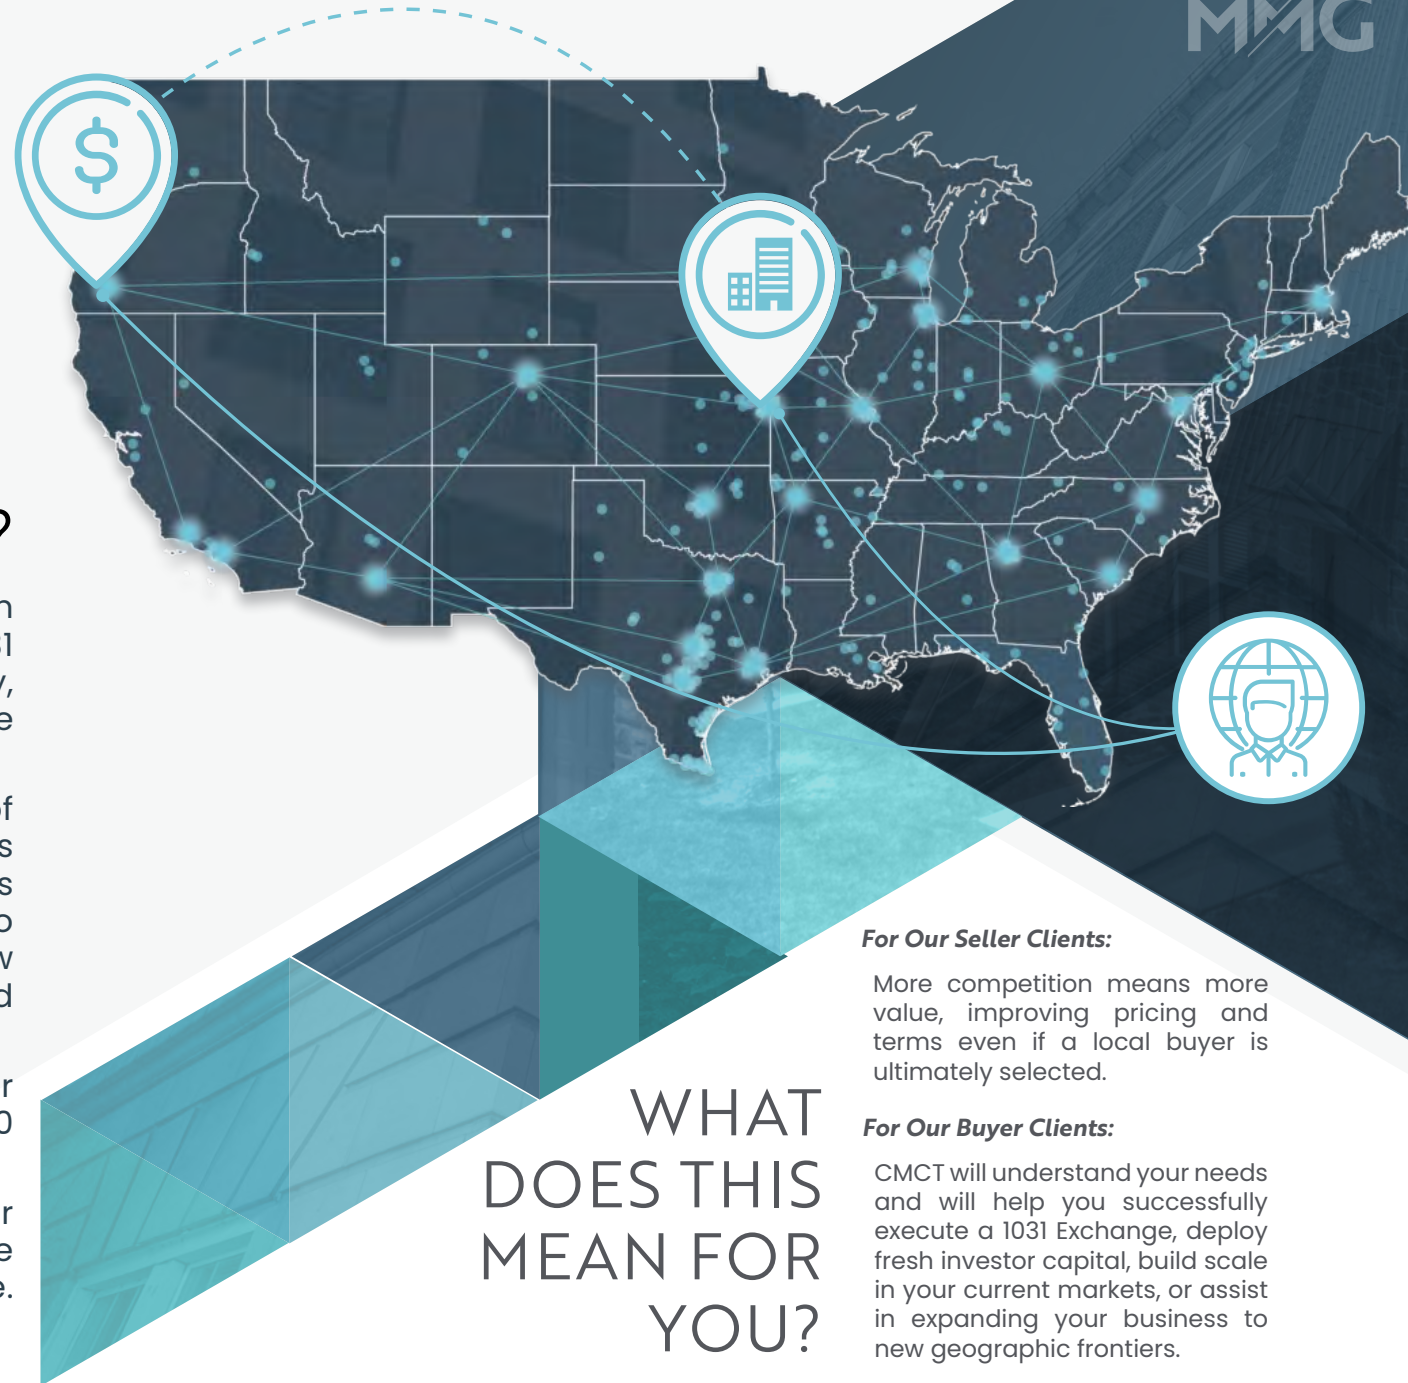 MMG
?
n
31
y,
e
of
s
s
o
w
d
r
0
r
e
e.
WHAT
DOES THIS
MEAN FOR
YOU?
For Our Seller Clients:
More competition means more
value, improving pricing and
terms even if a local buyer is
ultimately selected.
For Our Buyer Clients:
CMCT will understand your needs
and will help you successfully
execute a 1031 Exchange, deploy
fresh investor capital, build scale
in your current markets, or assist
in expanding your business to
new geographic frontiers.